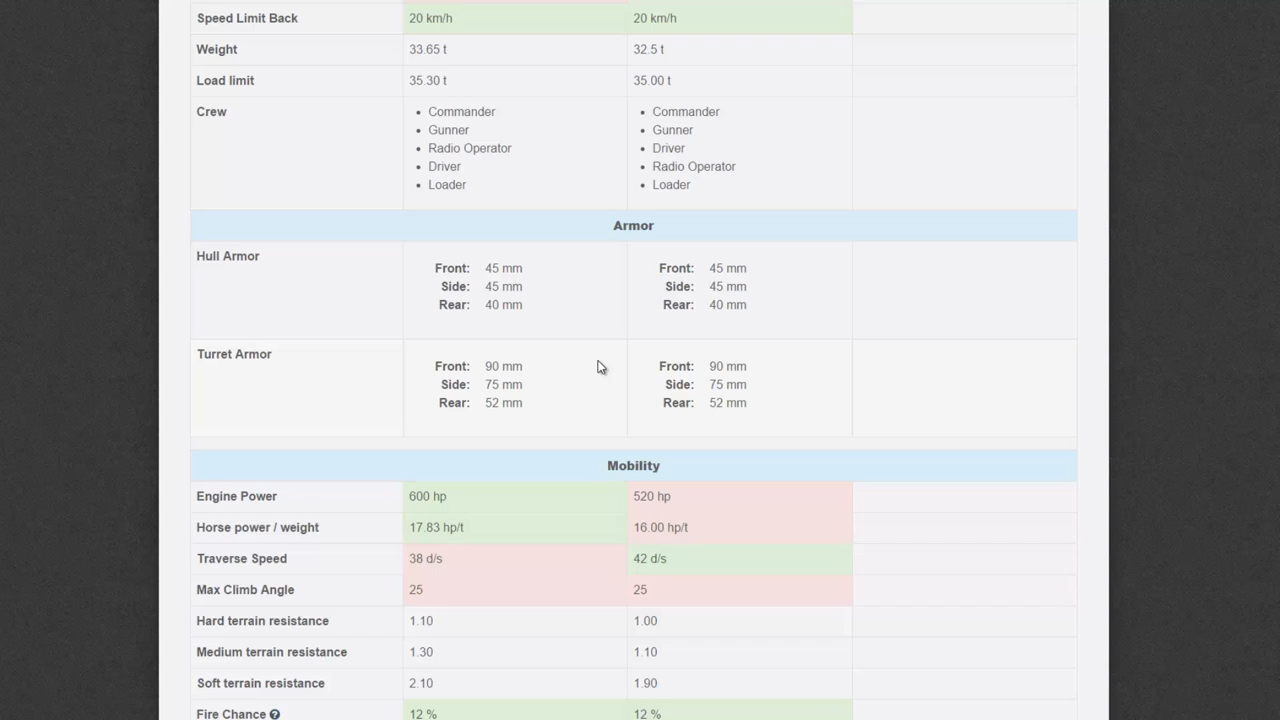 Speed Limit Back 20 km/h 20 km/h
Weight 33.65 t 32.5 t
Load limit 35.30 t 35.00 t
Crew
• Commander • Commander
• Gunner • Gunner
• Radio Operator • Driver
• Driver • Radio Operator
• Loader • Loader
Armor
Hull Armor
Front: 45 mm Front: 45 mm
Side: 45 mm Side: 45 mm
Rear: 40 mm Rear: 40 mm
Turret Armor
Front: 90 mm Front: 90 mm
Side: 75 mm Side: 75 mm
Rear: 52 mm Rear: 52 mm
Mobility
Engine Power 600 hp 520 hp
Horse power / weight 17.83 hp/t 16.00 hp/t
Traverse Speed 38 d/s 42 d/s
Max Climb Angle 25 25
Hard terrain resistance 1.10 1.00
Medium terrain resistance 1.30 1.10
Soft terrain resistance 2.10 1.90
Fire Chance ? 12 % 12 %